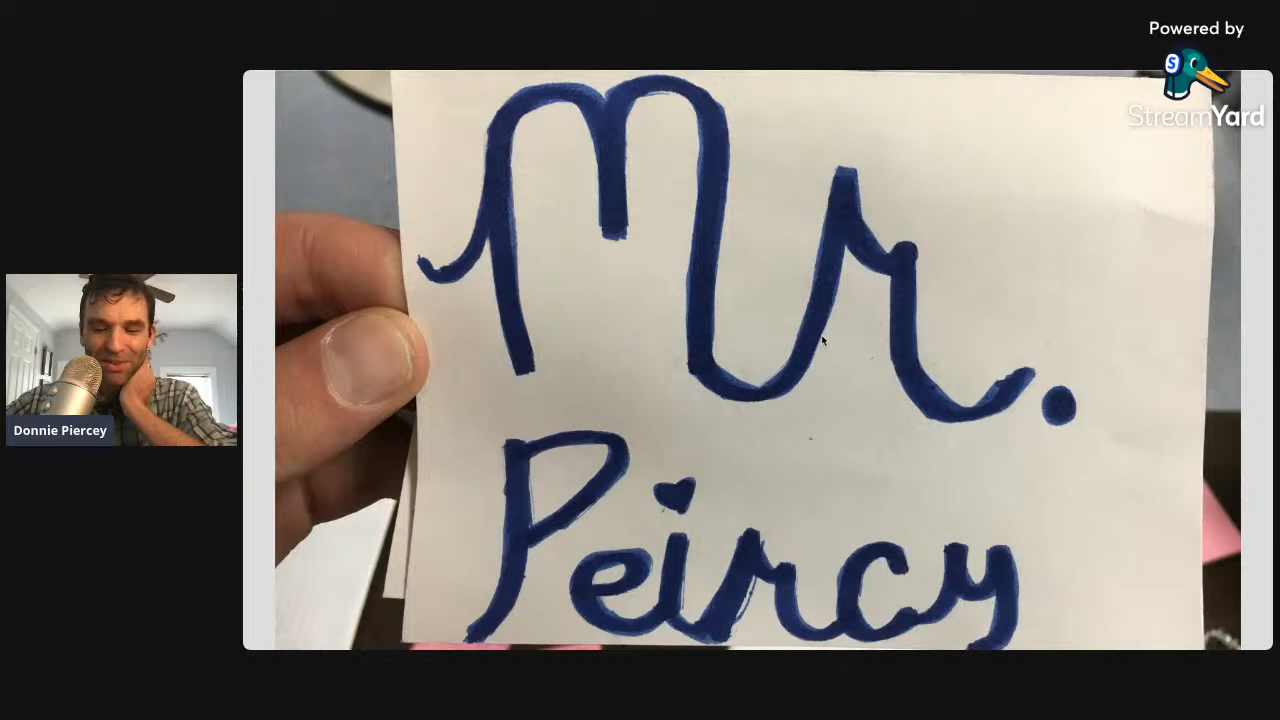 Powered by
StreamYard
Mr.
Peircy
Donnie Piercey